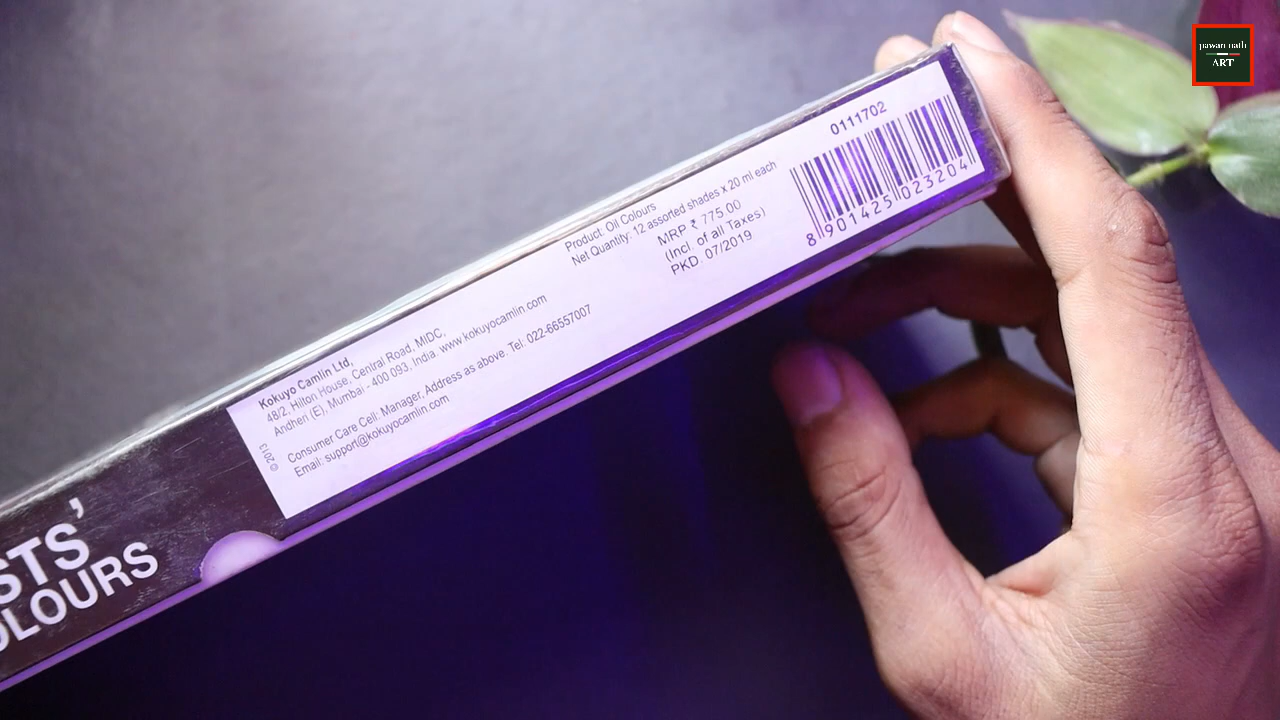 pawan nath
ART
0111702
8 901425 023204
Product: Oil Colours
Net Quantity: 12 assorted shades x 20 ml each
MRP ₹ 775.00
(Incl. of all Taxes)
PKD. 07/2019
Kokuyo Camlin Ltd,
48/2, Hilton House, Central Road, MIDC,
Andheri (E), Mumbai - 400 093. India. www.kokuyocamlin.com
Consumer Care Cell: Manager, Address as above. Tel: 022-66557007
Email: support@kokuyocamlin.com
© 2013
STS'
OLOURS